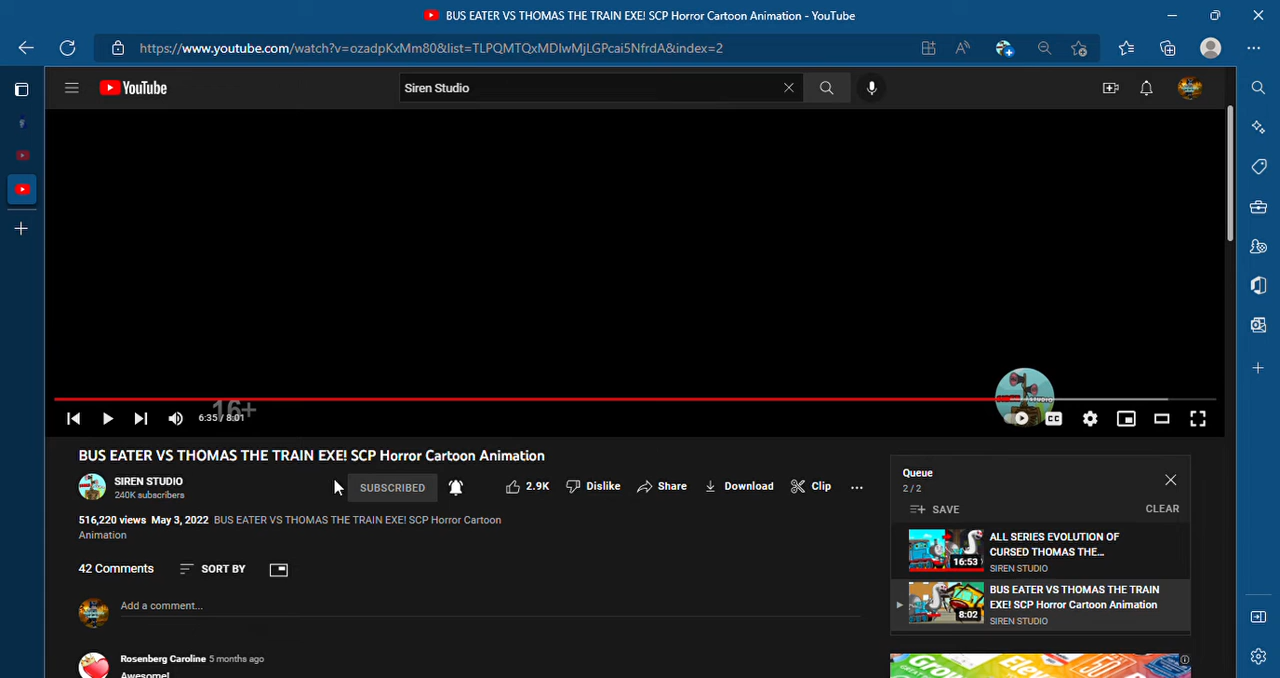 BUS EATER VS THOMAS THE TRAIN EXE! SCP Horror Cartoon Animation - YouTube
https://www.youtube.com/watch?v=ozadpKxMm80&list=TLPQMTQxMDIwMjLGPcai5NfrdA&index=2
YouTube
Siren Studio
16+
6:35 / 8:01
CC
BUS EATER VS THOMAS THE TRAIN EXE! SCP Horror Cartoon Animation
SIREN STUDIO
240K subscribers
SUBSCRIBED
2.9K
Dislike
Share
Download
Clip
516,220 views May 3, 2022 BUS EATER VS THOMAS THE TRAIN EXE! SCP Horror Cartoon
Animation
42 Comments
SORT BY
Add a comment...
Rosenberg Caroline 5 months ago
Awesome!
Queue
2 / 2
SAVE
CLEAR
ALL SERIES EVOLUTION OF
CURSED THOMAS THE...
SIREN STUDIO
16:53
BUS EATER VS THOMAS THE TRAIN
EXE! SCP Horror Cartoon Animation
SIREN STUDIO
8:02